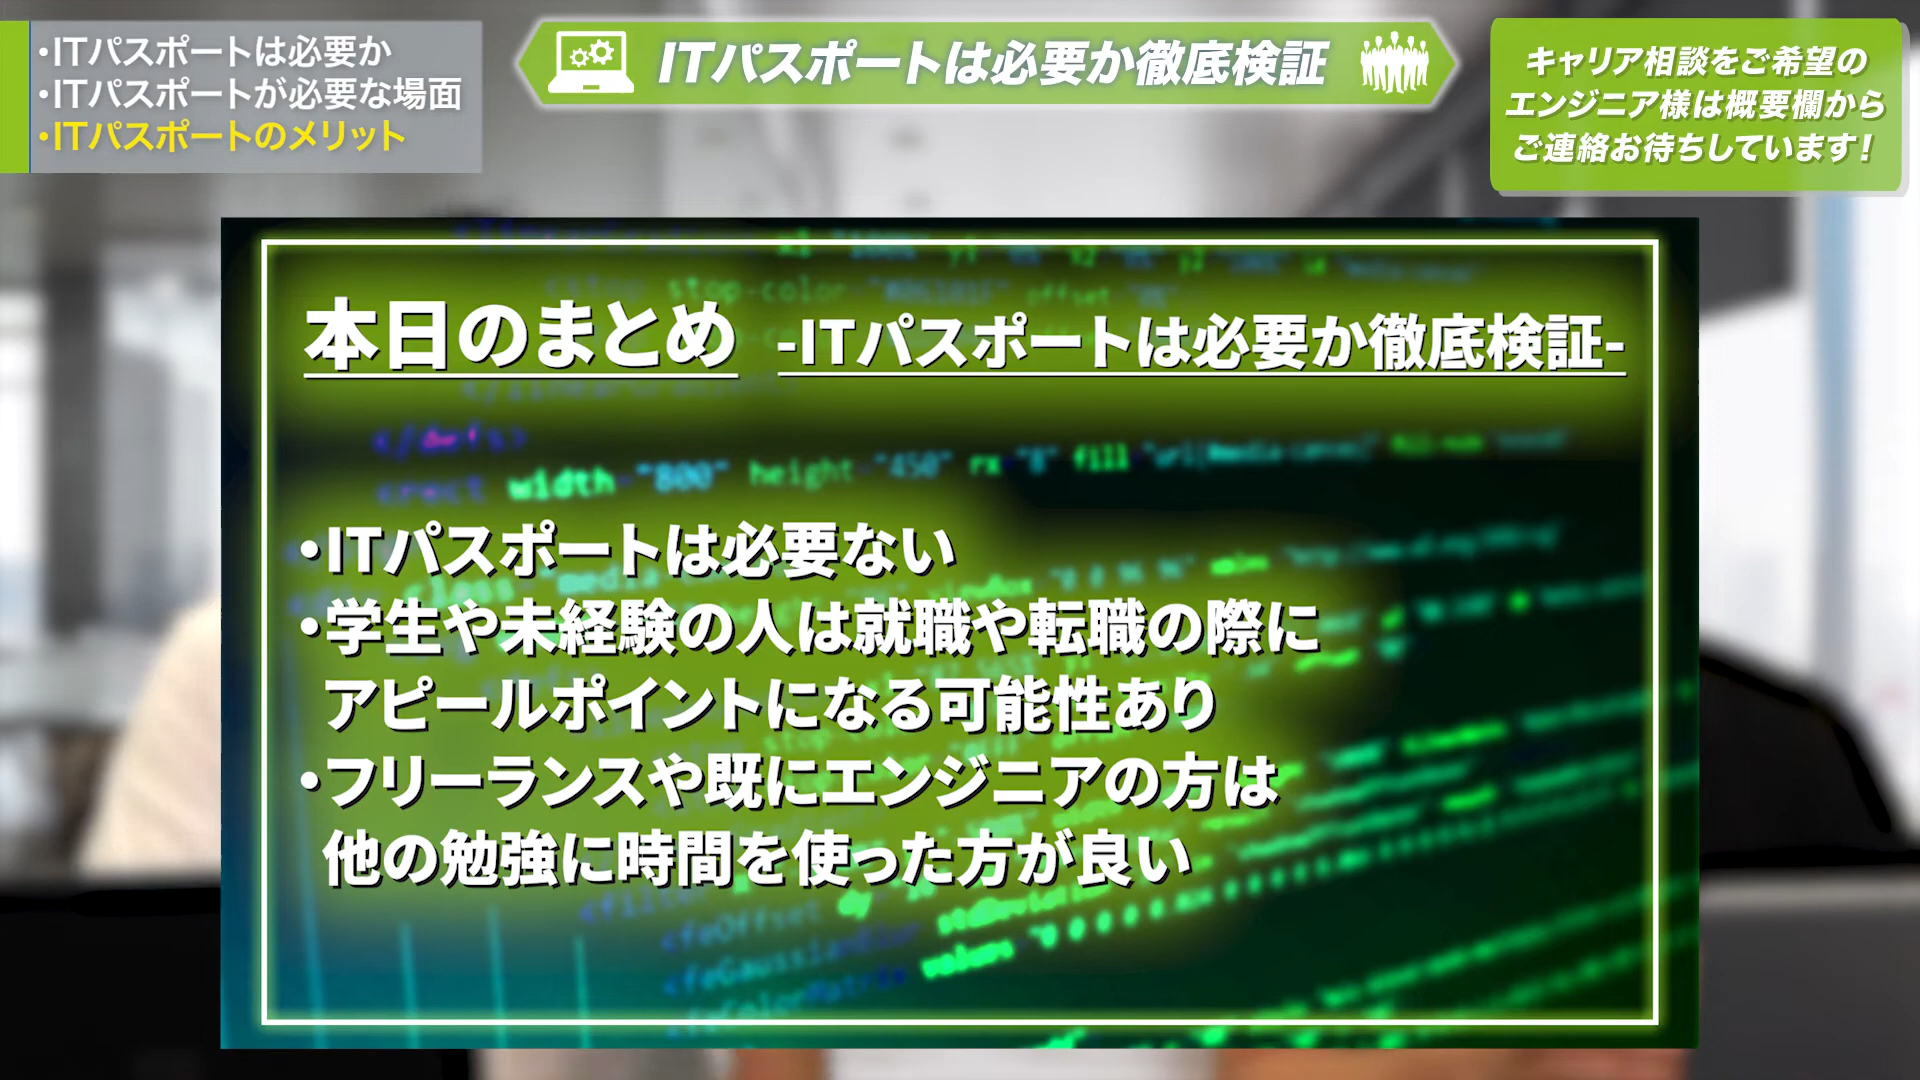 ・ITパスポートは必要か
・ITパスポートが必要な場面
・ITパスポートのメリット
ITパスポートは必要か徹底検証
キャリア相談をご希望の
エンジニア様は概要欄から
ご連絡お待ちしています！
本日のまとめ -ITパスポートは必要か徹底検証-
stop-color
width="800" height="450" rx="8" fill
・ITパスポートは必要ない
・学生や未経験の人は就職や転職の際に
アピールポイントになる可能性あり
・フリーランスや既にエンジニアの方は
他の勉強に時間を使った方が良い